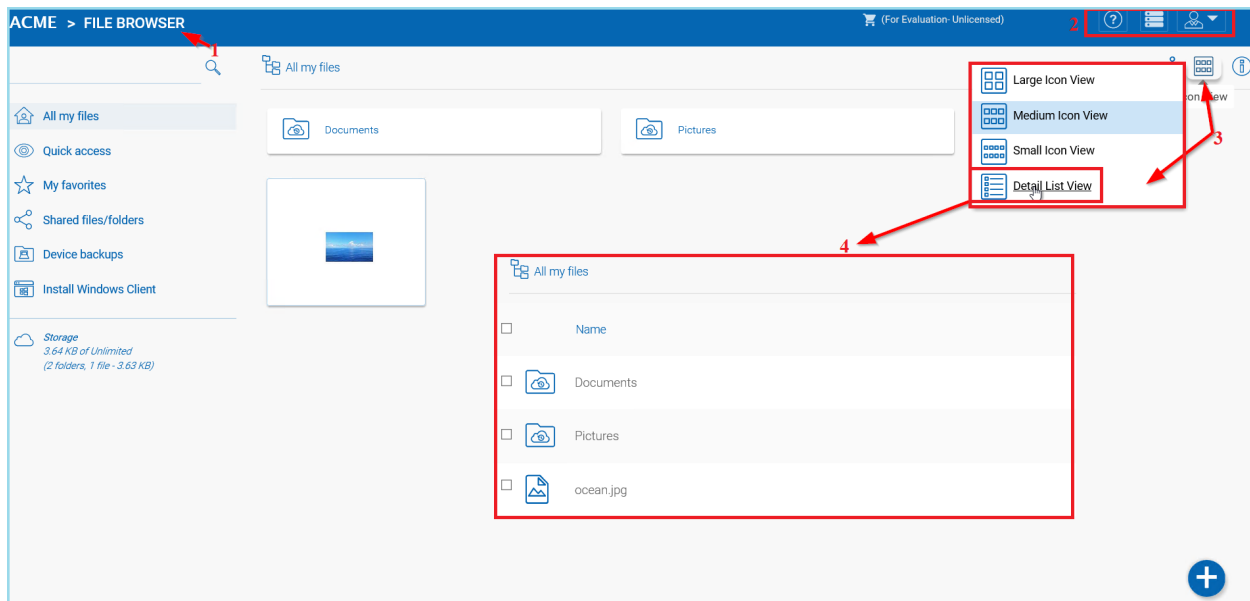 ACME > FILE BROWSER
(For Evaluation- Unlicensed)
2
1
All my files
All my files
Quick access
My favorites
Shared files/folders
Device backups
Install Windows Client
Storage
3.64 KB of Unlimited
(2 folders, 1 file - 3.63 KB)
Documents
Pictures
Large Icon View
Medium Icon View
Small Icon View
Detail List View
con View
3
4
All my files
Name
Documents
Pictures
ocean.jpg